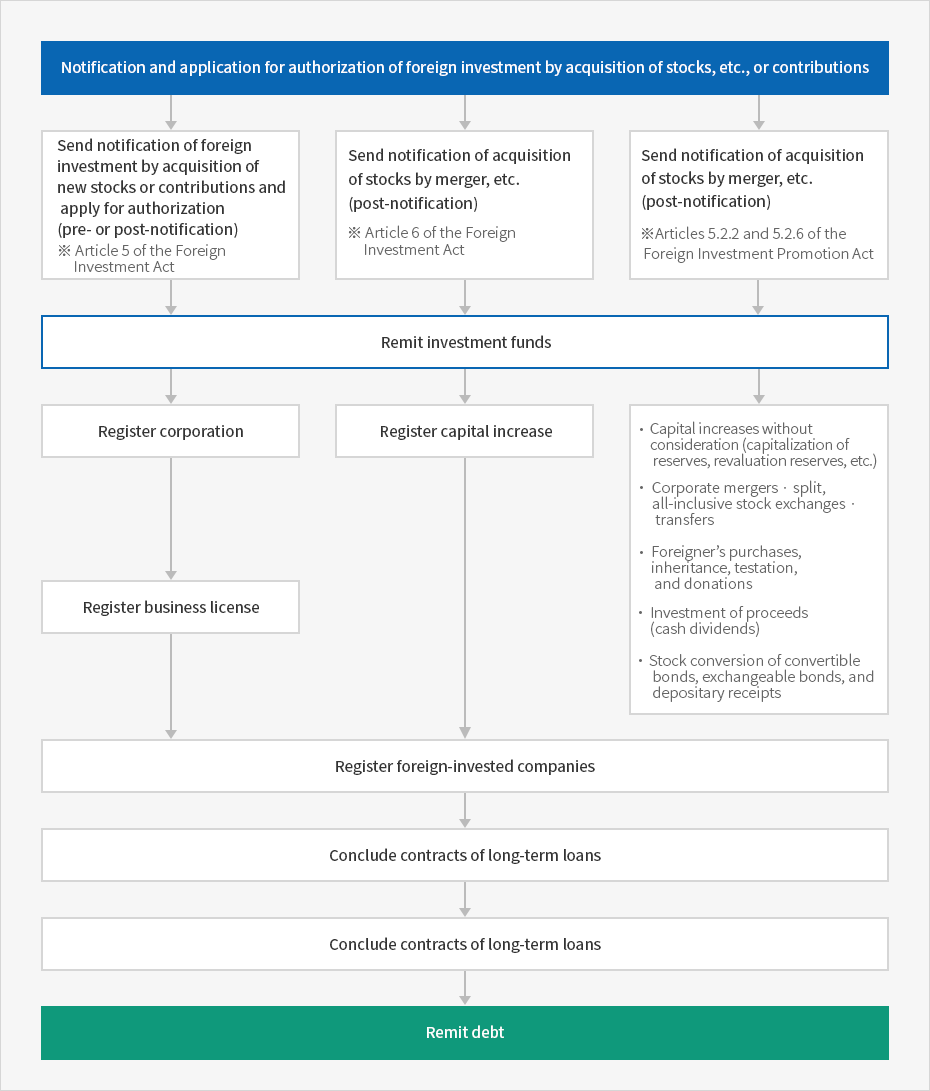 Notification and application for authorization of foreign investment by acquisition of stocks, etc., or contributions
Send notification of foreign
investment by acquisition of
new stocks or contributions and
apply for authorization
(pre- or post-notification)
※ Article 5 of the Foreign
Investment Act
Send notification of acquisition
of stocks by merger, etc.
(post-notification)
※ Article 6 of the Foreign
Investment Act
Send notification of acquisition
of stocks by merger, etc.
(post-notification)
※Articles 5.2.2 and 5.2.6 of the
Foreign Investment Promotion Act
Remit investment funds
Register corporation
Register business license
Register capital increase
· Capital increases without
consideration (capitalization of
reserves, revaluation reserves, etc.)
· Corporate mergers · split,
all-inclusive stock exchanges ·
transfers
· Foreigner’s purchases,
inheritance, testation,
and donations
· Investment of proceeds
(cash dividends)
· Stock conversion of convertible
bonds, exchangeable bonds, and
depositary receipts
Register foreign-invested companies
Conclude contracts of long-term loans
Conclude contracts of long-term loans
Remit debt